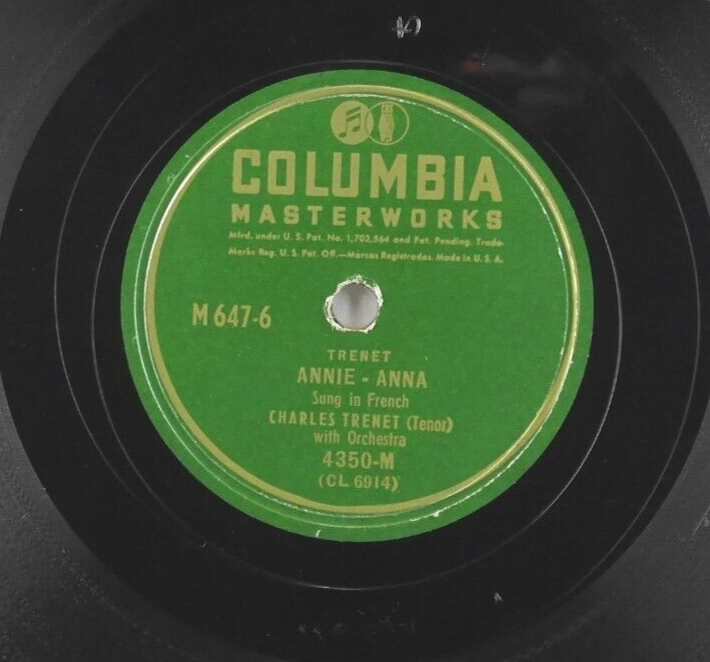 COLUMBIA
MASTERWORKS
Mfrd. under U. S. Pat. No. 1,702,564 and Pat. Pending. Trade-
Marks Reg. U. S. Pat. Off.—Marcas Registradas. Made in U. S. A.
M 647-6
TRENET
ANNIE - ANNA
Sung in French
CHARLES TRENET (Tenor)
with Orchestra
4350-M
(CL 6914)